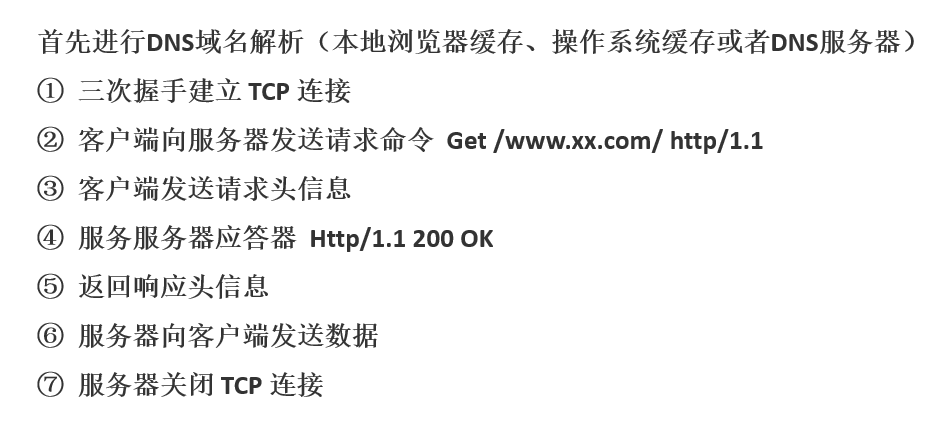 首先进行DNS域名解析（本地浏览器缓存、操作系统缓存或者DNS服务器）
① 三次握手建立 TCP 连接
② 客户端向服务器发送请求命令 Get /www.xx.com/ http/1.1
③ 客户端发送请求头信息
④ 服务服务器应答器 Http/1.1 200 OK
⑤ 返回响应头信息
⑥ 服务器向客户端发送数据
⑦ 服务器关闭 TCP 连接